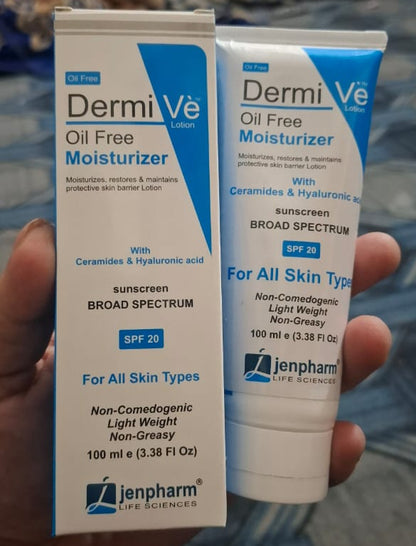 Oil Free
Dermi Vè™
Lotion
Oil Free
Moisturizer
Moisturizes, restores & maintains
protective skin barrier Lotion
With
Ceramides & Hyaluronic acid
sunscreen
BROAD SPECTRUM
SPF 20
For All Skin Types
Non-Comedogenic
Light Weight
Non-Greasy
100 ml e (3.38 Fl Oz)
jenpharm®
LIFE SCIENCES
Oil Free
Dermi Vè™
Lotion
Oil Free
Moisturizer
Moisturizes, restores & maintains
protective skin barrier Lotion
With
Ceramides & Hyaluronic acid
sunscreen
BROAD SPECTRUM
SPF 20
For All Skin Types
Non-Comedogenic
Light Weight
Non-Greasy
100 ml e (3.38 Fl Oz)
jenpharm®
LIFE SCIENCES